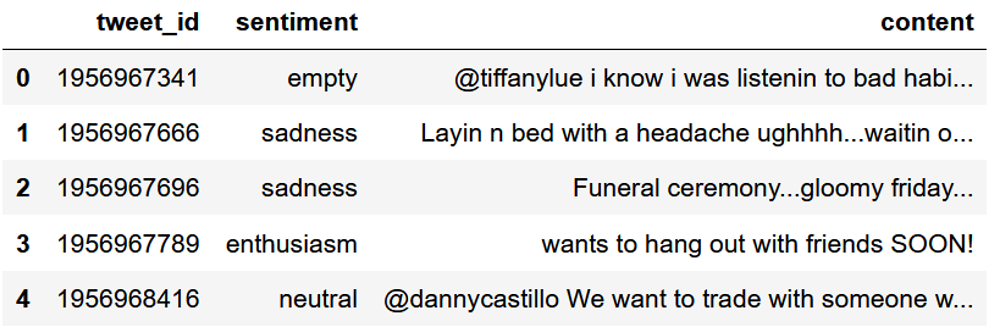 tweet_id sentiment content
0 1956967341 empty @tiffanylue i know i was listenin to bad habi...
1 1956967666 sadness Layin n bed with a headache ughhhh...waitin o...
2 1956967696 sadness Funeral ceremony...gloomy friday...
3 1956967789 enthusiasm wants to hang out with friends SOON!
4 1956968416 neutral @dannycastillo We want to trade with someone w...